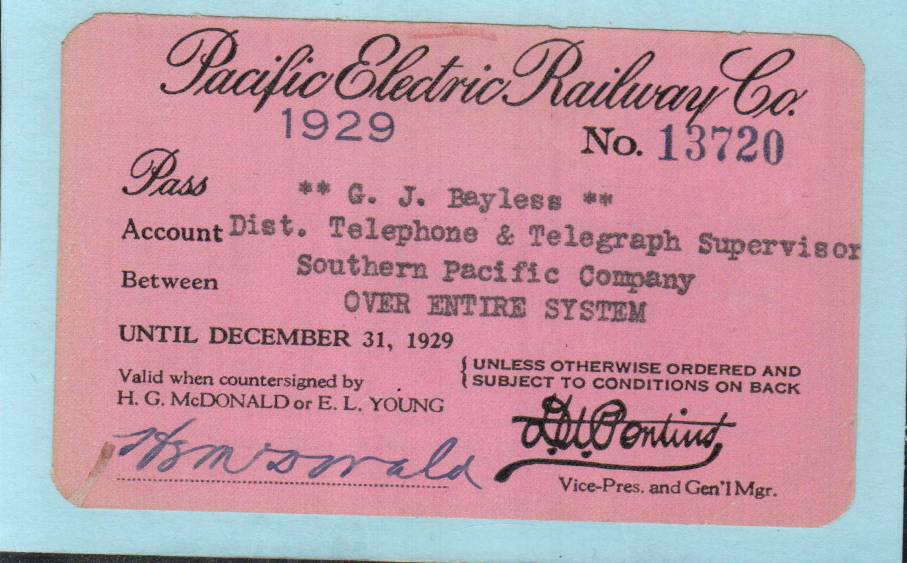 Pacific Electric Railway Co.
1929
No. 13720
Pass ** G. J. Bayless **
Account Dist. Telephone & Telegraph Supervisor
Southern Pacific Company
Between
OVER ENTIRE SYSTEM
UNTIL DECEMBER 31, 1929
{ UNLESS OTHERWISE ORDERED AND
{ SUBJECT TO CONDITIONS ON BACK
Valid when countersigned by
H. G. McDONALD or E. L. YOUNG
HG McDonald
D.W. Pontius
Vice-Pres. and Gen'l Mgr.